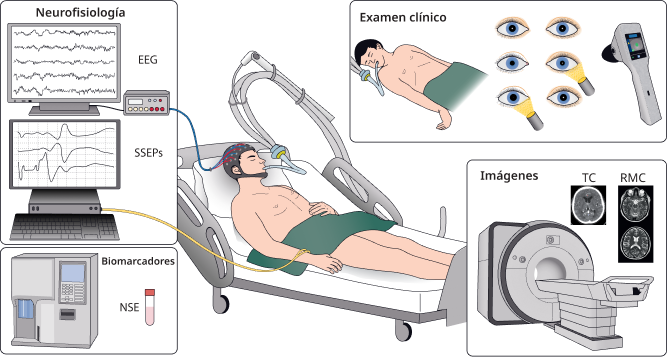 Neurofisiología
EEG
SSEPs
Biomarcadores
NSE
Examen clínico
Imágenes
TC
RMC